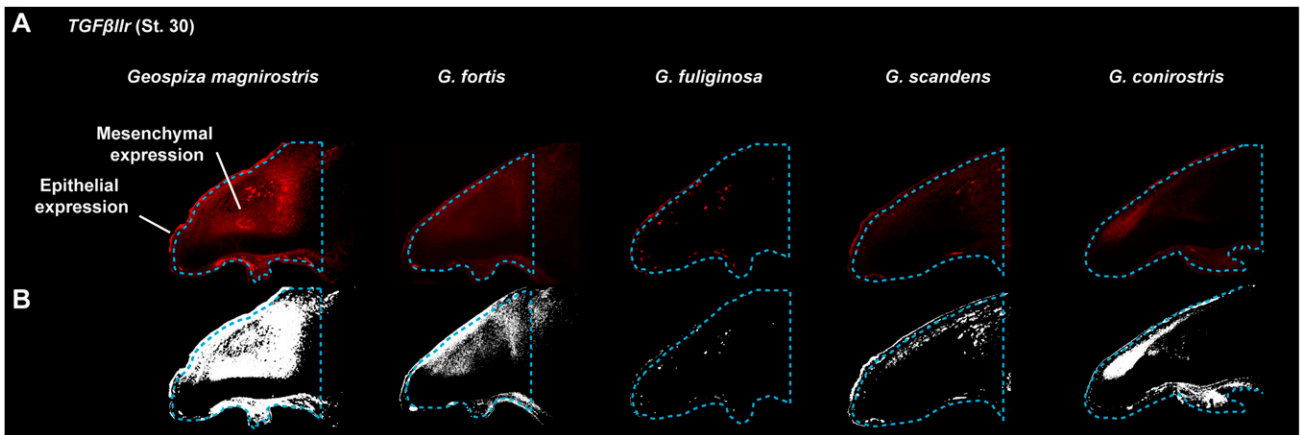 A TGFβIIr (St. 30)
Geospiza magnirostris G. fortis G. fuliginosa G. scandens G. conirostris
Mesenchymal
expression
Epithelial
expression
B